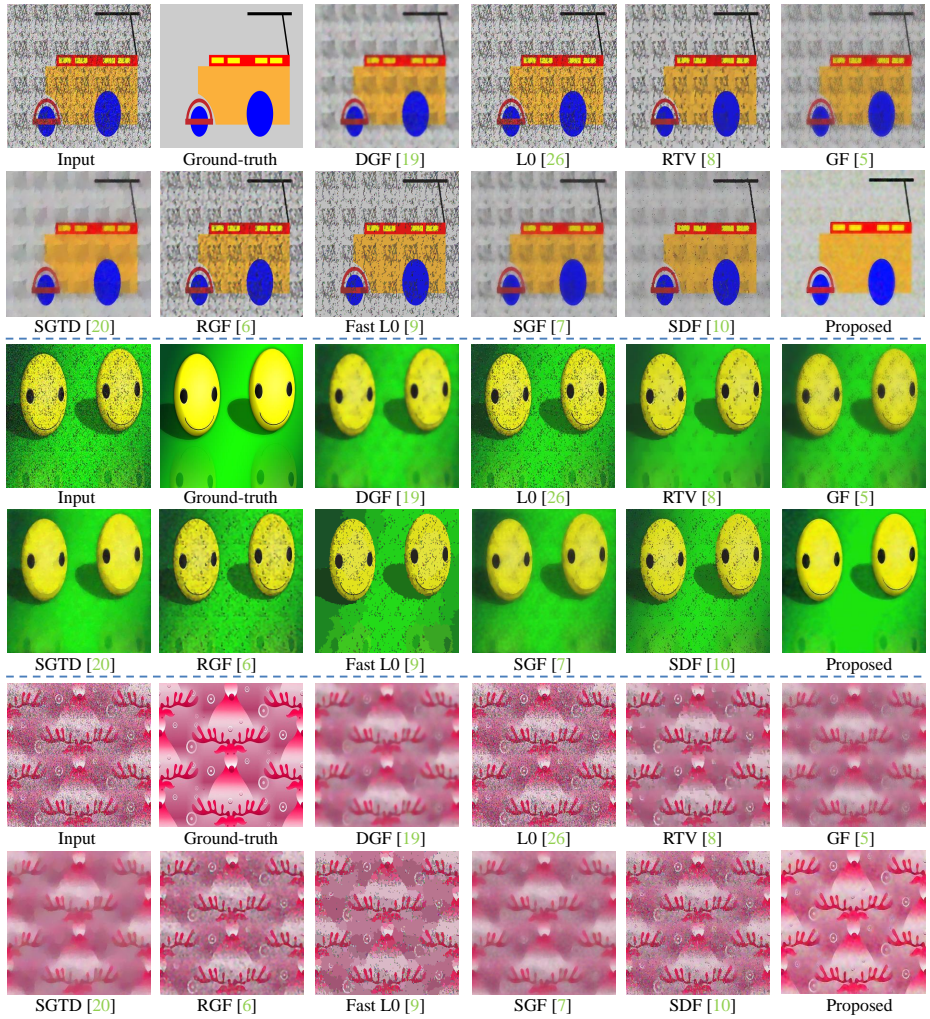 Input Ground-truth DGF [19] L0 [26] RTV [8] GF [5]
SGTD [20] RGF [6] Fast L0 [9] SGF [7] SDF [10] Proposed
Input Ground-truth DGF [19] L0 [26] RTV [8] GF [5]
SGTD [20] RGF [6] Fast L0 [9] SGF [7] SDF [10] Proposed
Input Ground-truth DGF [19] L0 [26] RTV [8] GF [5]
SGTD [20] RGF [6] Fast L0 [9] SGF [7] SDF [10] Proposed